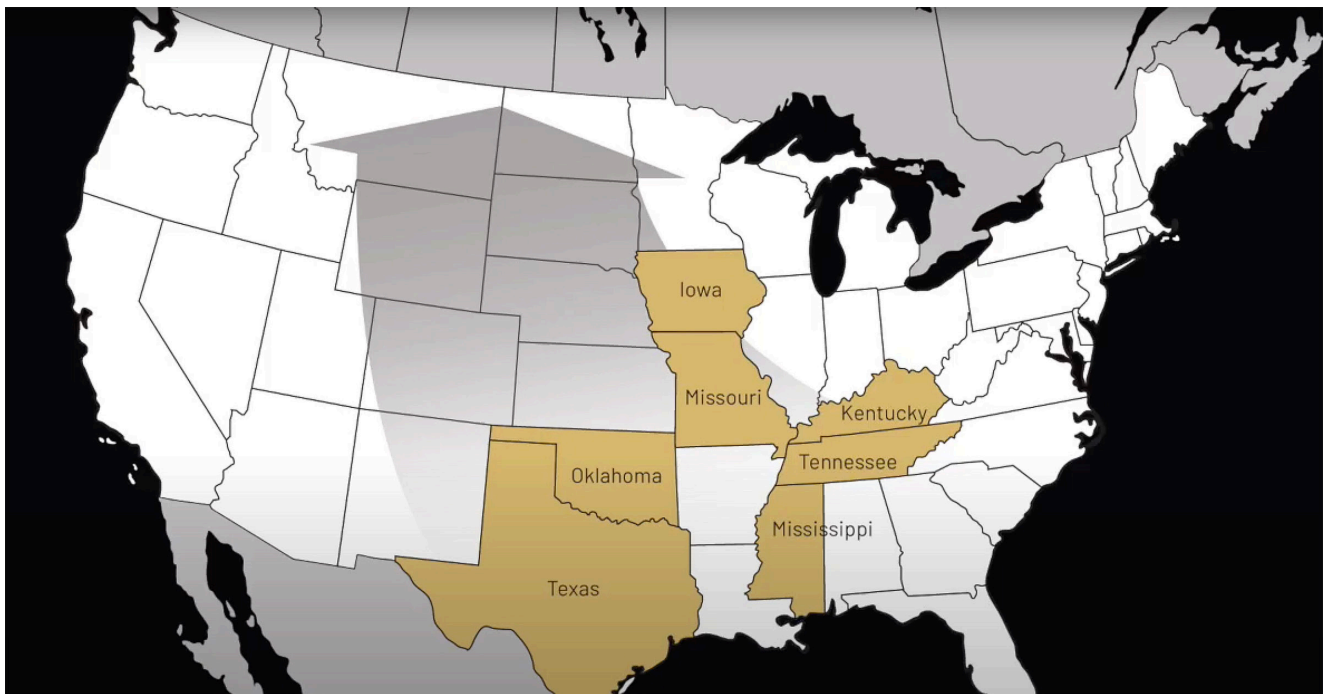 Iowa
Missouri
Kentucky
Tennessee
Oklahoma
Mississippi
Texas